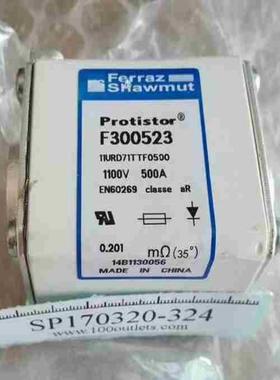 Ferraz
Shawmut
Protistor®
F300523
11URD71TTF0500
1100V 500A
EN60269 classe aR
0.201 mΩ(35°)
14B1130056
MADE IN CHINA
SP170320-324
www.100outlets.com